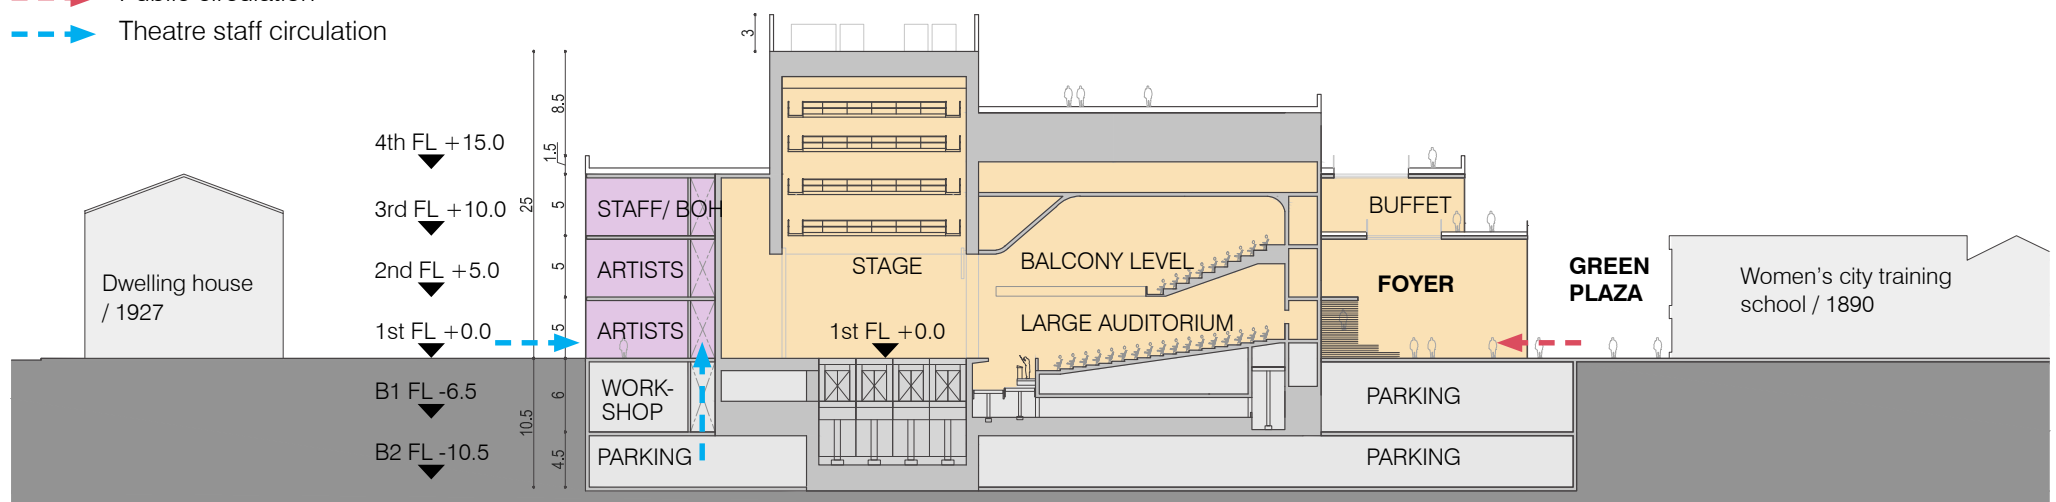 Public circulation
Theatre staff circulation
3
8.5
4th FL +15.0
1.5
3rd FL +10.0
25
5
STAFF/ BOH
BUFFET
2nd FL +5.0
5
ARTISTS
STAGE
BALCONY LEVEL
FOYER
GREEN
PLAZA
Dwelling house
/ 1927
Women's city training
school / 1890
1st FL +0.0
5
ARTISTS
1st FL +0.0
LARGE AUDITORIUM
B1 FL -6.5
6
WORK-
SHOP
PARKING
10.5
B2 FL -10.5
4.5
PARKING
PARKING